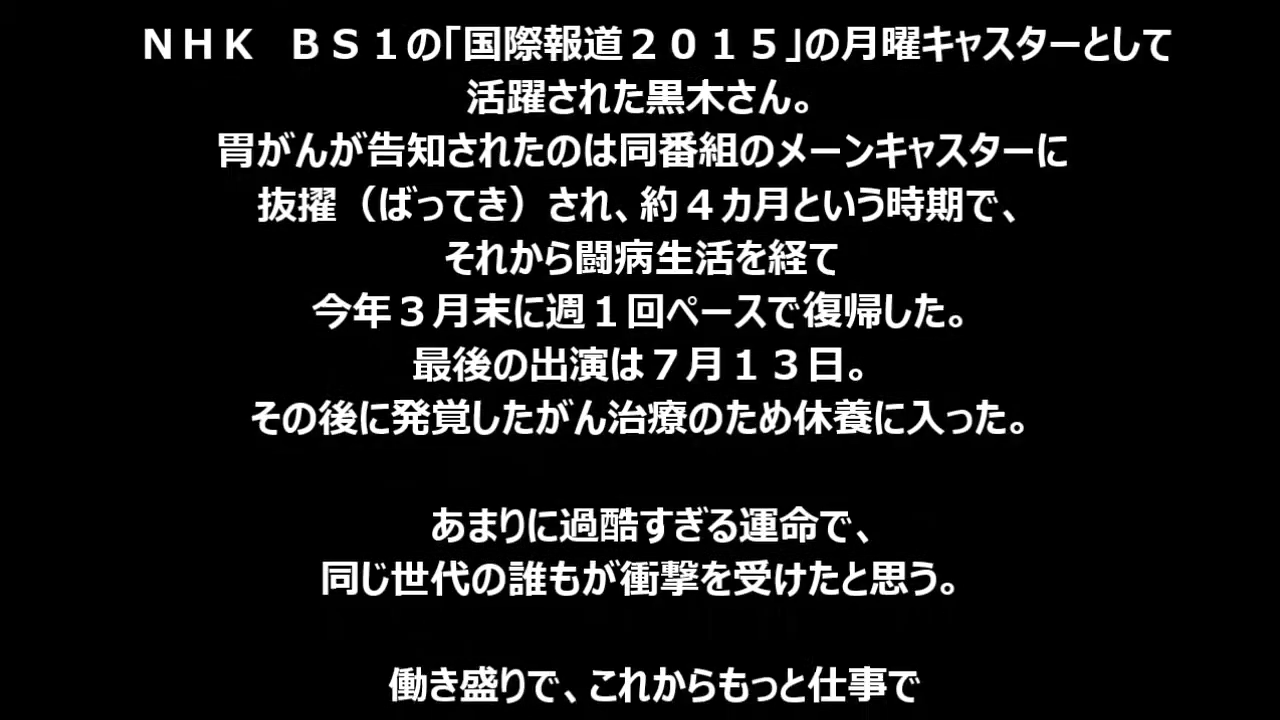 ＮＨＫ　ＢＳ１の「国際報道２０１５」の月曜キャスターとして
活躍された黒木さん。
胃がんが告知されたのは同番組のメーンキャスターに
抜擢（ばってき）され、約４カ月という時期で、
それから闘病生活を経て
今年３月末に週１回ペースで復帰した。
最後の出演は７月１３日。
その後に発覚したがん治療のため休養に入った。
あまりに過酷すぎる運命で、
同じ世代の誰もが衝撃を受けたと思う。
働き盛りで、これからもっと仕事で